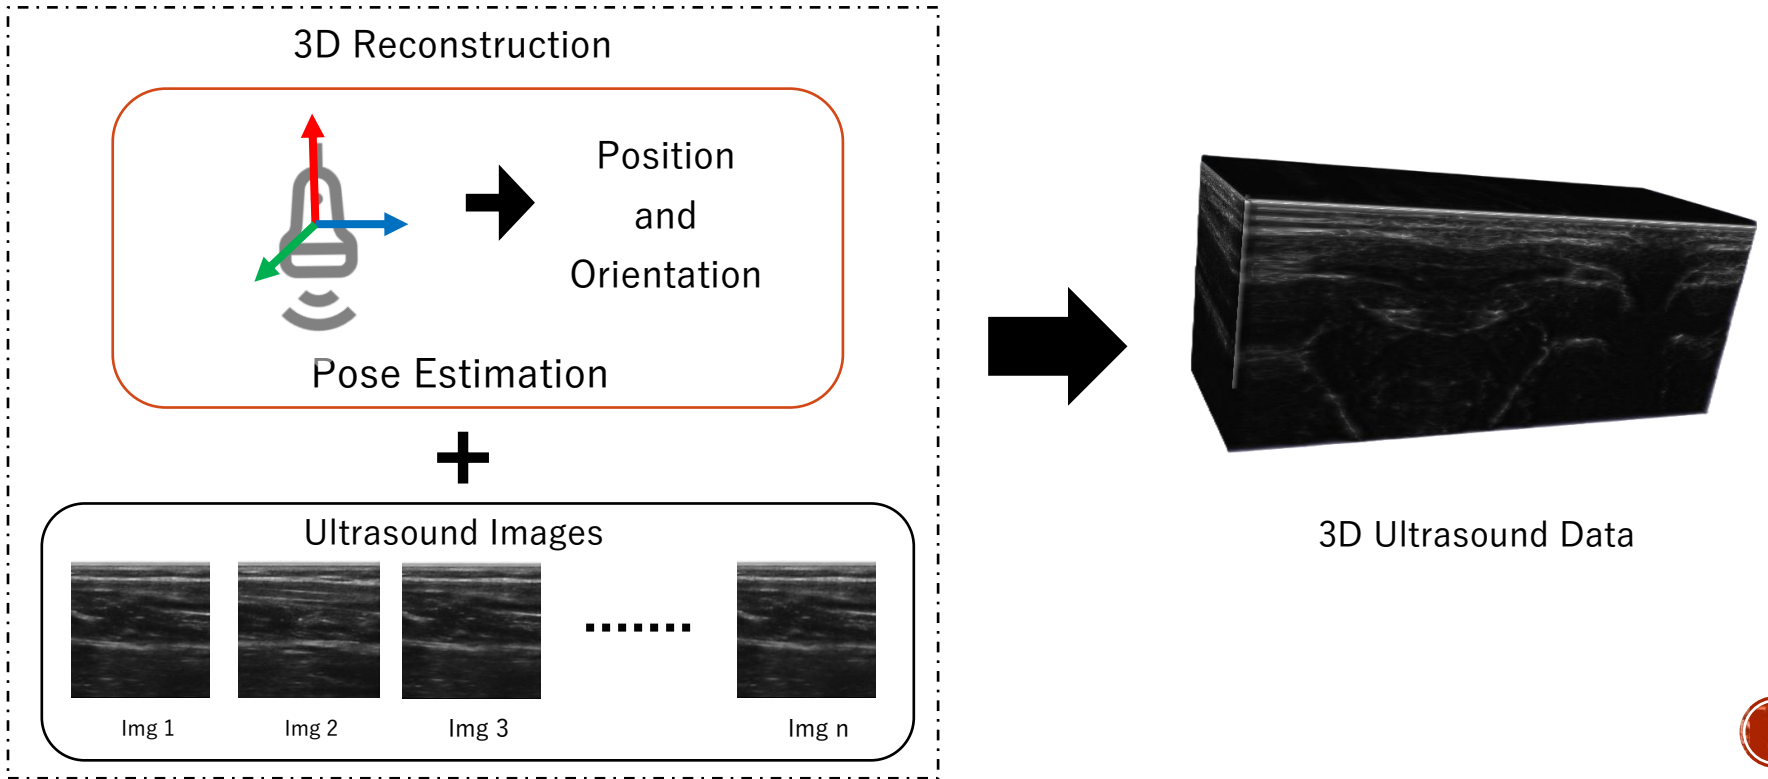 3D Reconstruction
Position
and
Orientation
Pose Estimation
Ultrasound Images
Img 1
Img 2
Img 3
Img n
3D Ultrasound Data